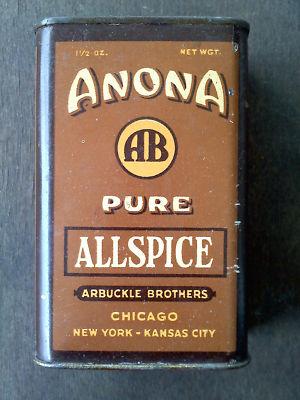 1½ OZ. NET WGT.
ANONA
AB
PURE
ALLSPICE
ARBUCKLE BROTHERS
CHICAGO
NEW YORK - KANSAS CITY